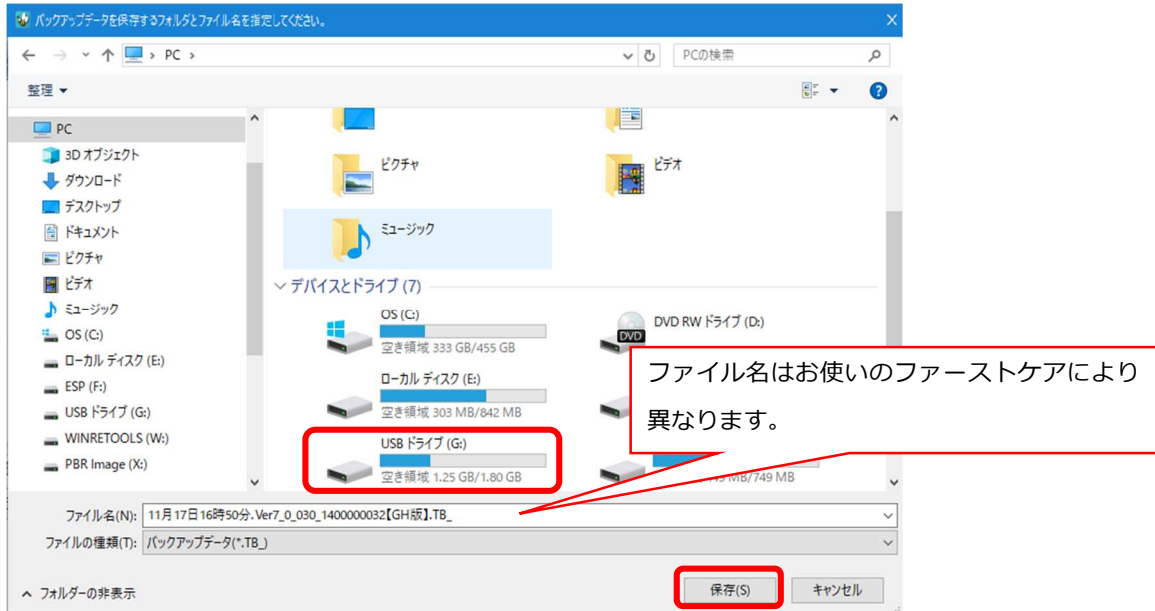 バックアップデータを保存するフォルダとファイル名を指定してください。
PC
PCの検索
整理
PC
3D オブジェクト
ダウンロード
デスクトップ
ドキュメント
ピクチャ
ビデオ
ミュージック
OS (C:)
ローカル ディスク (E:)
ESP (F:)
USB ドライブ (G:)
WINRETOOLS (W:)
PBR Image (X:)
ピクチャ
ビデオ
ミュージック
デバイスとドライブ (7)
OS (C:)
空き領域 333 GB/455 GB
DVD RW ドライブ (D:)
DVD
ローカル ディスク (E:)
空き領域 303 MB/842 MB
USB ドライブ (G:)
空き領域 1.25 GB/1.80 GB
MB/749 MB
ファイル名はお使いのファーストケアにより
異なります。
ファイル名(N): 11月17日16時50分.Ver7_0_030_1400000032【GH版】.TB_
ファイルの種類(T): バックアップデータ(*.TB_)
フォルダーの非表示
保存(S)
キャンセル